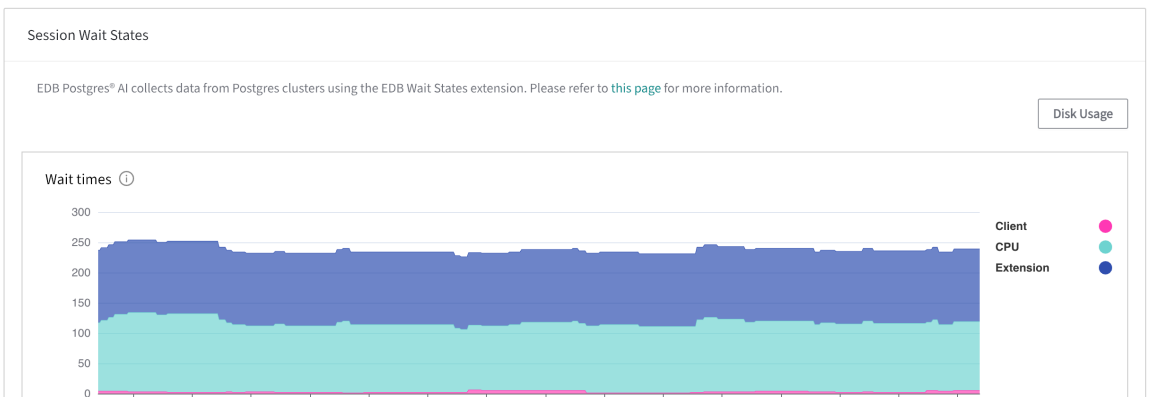 Session Wait States
EDB Postgres® AI collects data from Postgres clusters using the EDB Wait States extension. Please refer to this page for more information.
Disk Usage
Wait times
300
250
200
150
100
50
0
Client
CPU
Extension